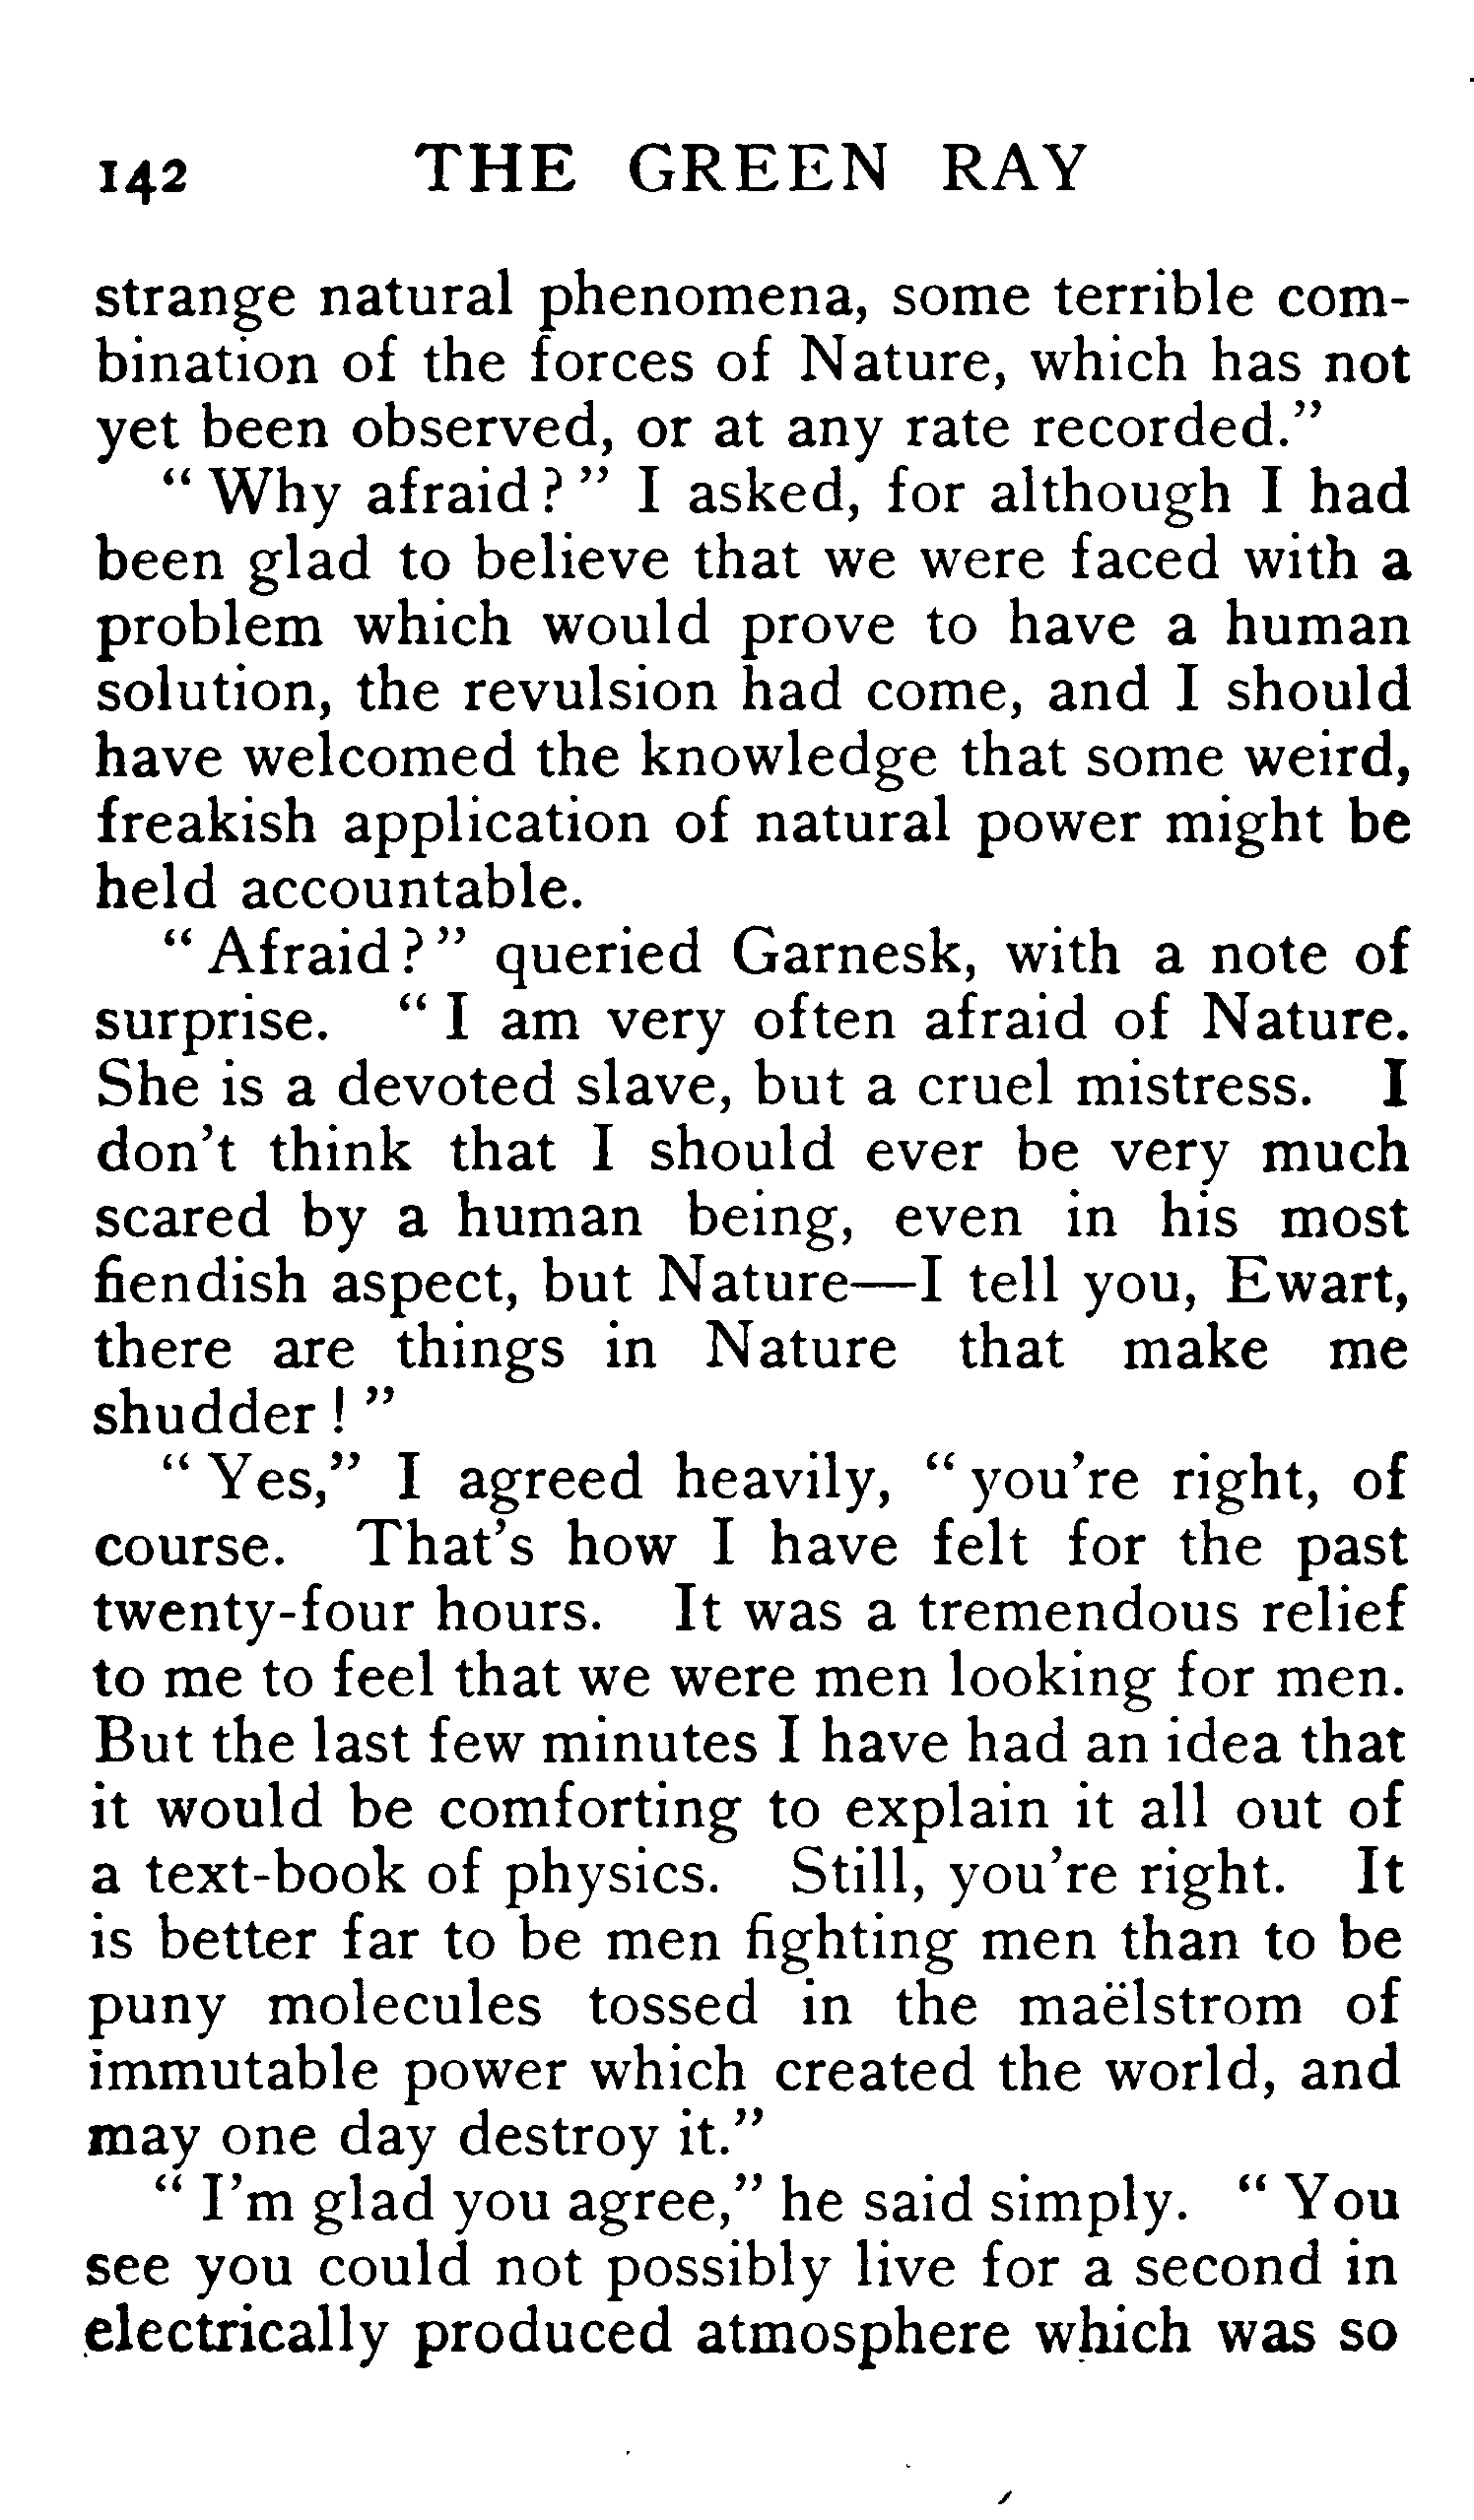 142 THE GREEN RAY
strange natural phenomena, some terrible com-
bination of the forces of Nature, which has not
yet been observed, or at any rate recorded."
"Why afraid?" I asked, for although I had
been glad to believe that we were faced with a
problem which would prove to have a human
solution, the revulsion had come, and I should
have welcomed the knowledge that some weird,
freakish application of natural power might be
held accountable.
"Afraid?" queried Garnesk, with a note of
surprise. "I am very often afraid of Nature.
She is a devoted slave, but a cruel mistress. I
don't think that I should ever be very much
scared by a human being, even in his most
fiendish aspect, but Nature—I tell you, Ewart,
there are things in Nature that make me
shudder!"
"Yes," I agreed heavily, "you're right, of
course. That's how I have felt for the past
twenty-four hours. It was a tremendous relief
to me to feel that we were men looking for men.
But the last few minutes I have had an idea that
it would be comforting to explain it all out of
a text-book of physics. Still, you're right. It
is better far to be men fighting men than to be
puny molecules tossed in the maëlstrom of
immutable power which created the world, and
may one day destroy it."
"I'm glad you agree," he said simply. "You
see you could not possibly live for a second in
electrically produced atmosphere which was so